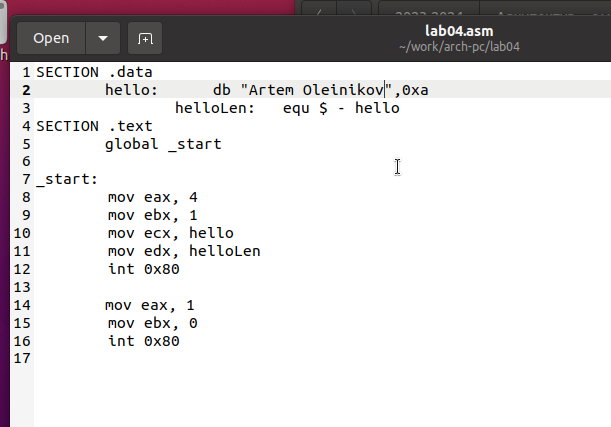 Open
lab04.asm
~/work/arch-pc/lab04
1 SECTION .data
2 hello: db "Artem Oleinikov",0xa
3 helloLen: equ $ - hello
4 SECTION .text
5 global _start
6
7 _start:
8 mov eax, 4
9 mov ebx, 1
10 mov ecx, hello
11 mov edx, helloLen
12 int 0x80
13
14 mov eax, 1
15 mov ebx, 0
16 int 0x80
17